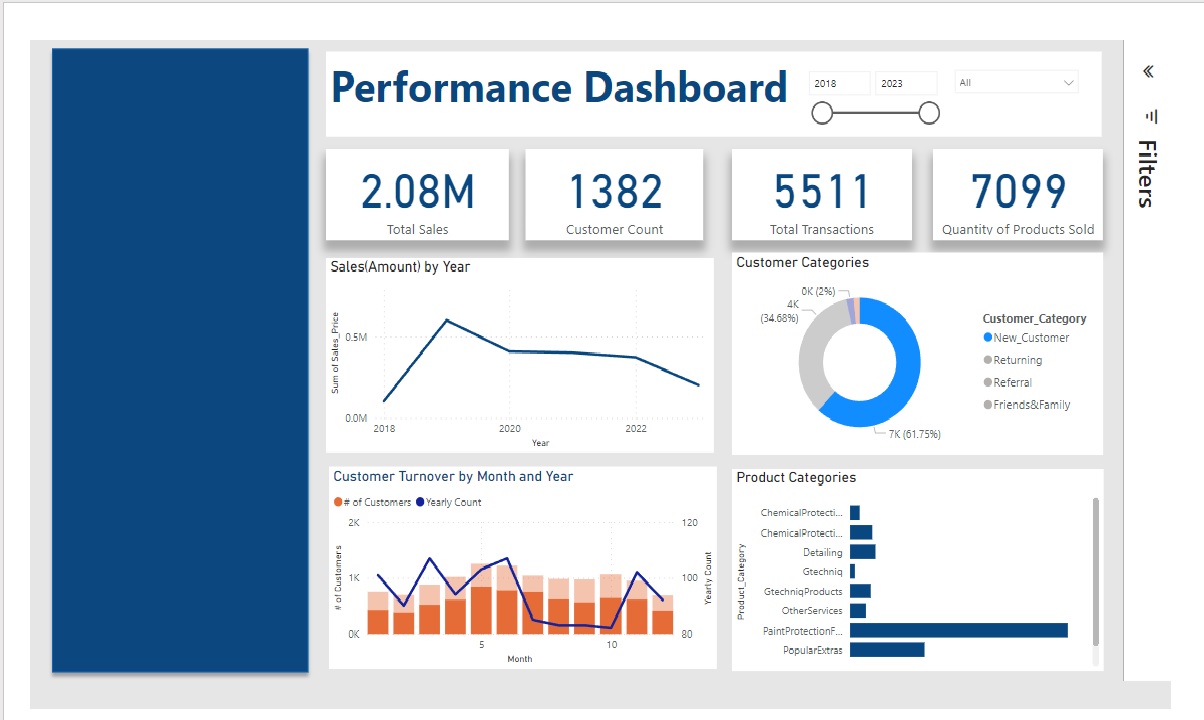 Performance Dashboard
2018
2023
All
Filters
2.08M
Total Sales
1382
Customer Count
5511
Total Transactions
7099
Quantity of Products Sold
Sales(Amount) by Year
Sum of Sales_Price
0.5M
0.0M
2018
2020
2022
Year
Customer Categories
0K (2%)
4K
(34.68%)
7K (61.75%)
Customer_Category
New_Customer
Returning
Referral
Friends&Family
Customer Turnover by Month and Year
# of Customers
Yearly Count
# of Customers
2K
1K
0K
120
100
80
Yearly Count
5
10
Month
Product Categories
Product_Category
ChemicalProtecti...
ChemicalProtecti...
Detailing
Gtechniq
GtechniqProducts
OtherServices
PaintProtectionF...
PopularExtras